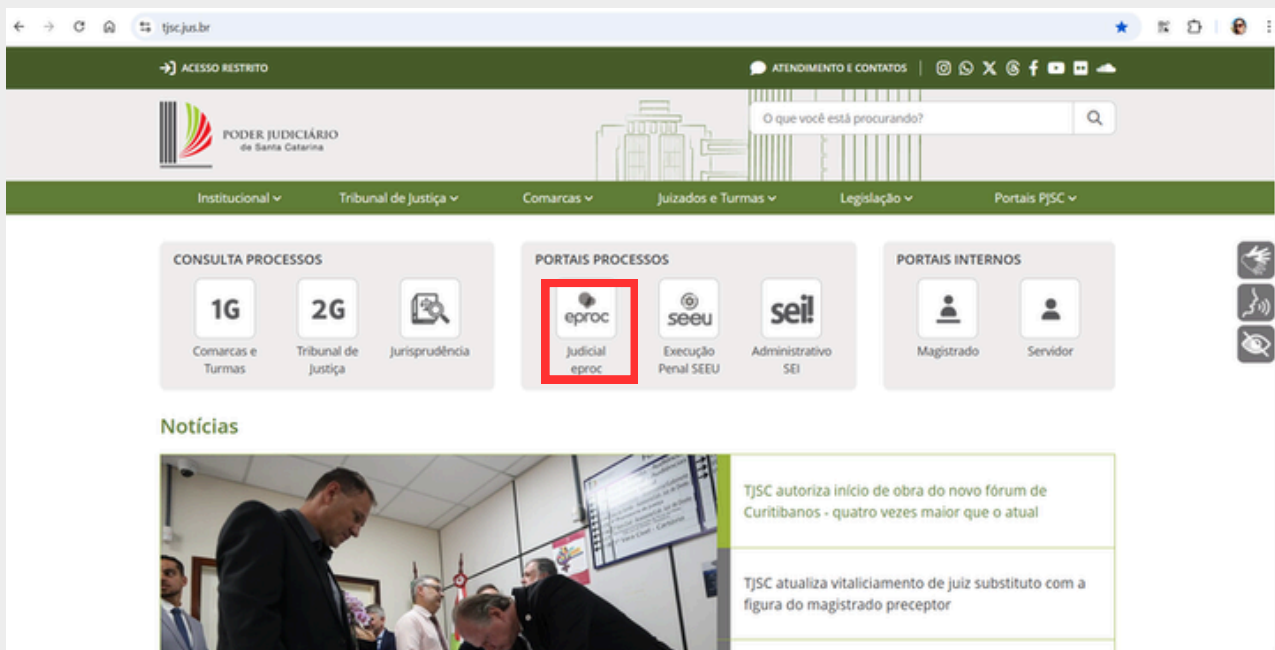 tjsc.jus.br
ACESSO RESTRITO
ATENDIMENTO E CONTATOS
PODER JUDICIÁRIO
de Santa Catarina
O que você está procurando?
Institucional
Tribunal de Justiça
Comarcas
Juizados e Turmas
Legislação
Portais PJSC
CONSULTA PROCESSOS
1G
Comarcas e
Turmas
2G
Tribunal de
Justiça
Jurisprudência
PORTAIS PROCESSOS
eproc
Judicial
eproc
seeu
Execução
Penal SEEU
sei!
Administrativo
SEI
PORTAIS INTERNOS
Magistrado
Servidor
Notícias
TJSC autoriza início de obra do novo fórum de
Curitibanos - quatro vezes maior que o atual
TJSC atualiza vitaliciamento de juiz substituto com a
figura do magistrado preceptor